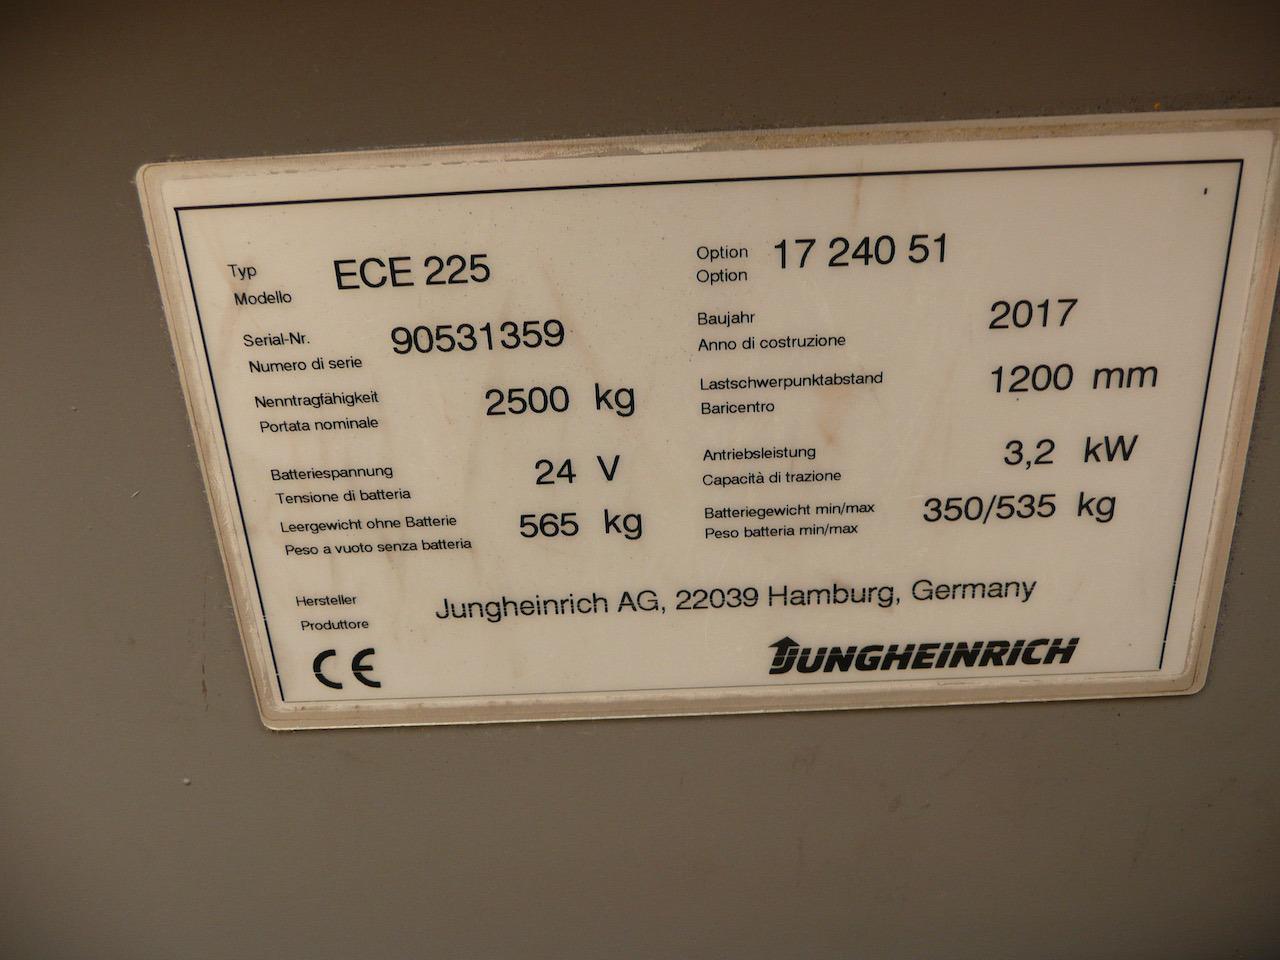 Typ
Modello
ECE 225
Option
Option
17 240 51
Serial-Nr.
Numero di serie
90531359
Baujahr
Anno di costruzione
2017
Nenntragfähigkeit
Portata nominale
2500 kg
Lastschwerpunktabstand
Baricentro
1200 mm
Batteriespannung
Tensione di batteria
24 V
Antriebsleistung
Capacità di trazione
3,2 kW
Leergewicht ohne Batterie
Peso a vuoto senza batteria
565 kg
Batteriegewicht min/max
Peso batteria min/max
350/535 kg
Hersteller
Produttore
Jungheinrich AG, 22039 Hamburg, Germany
CE
JUNGHEINRICH